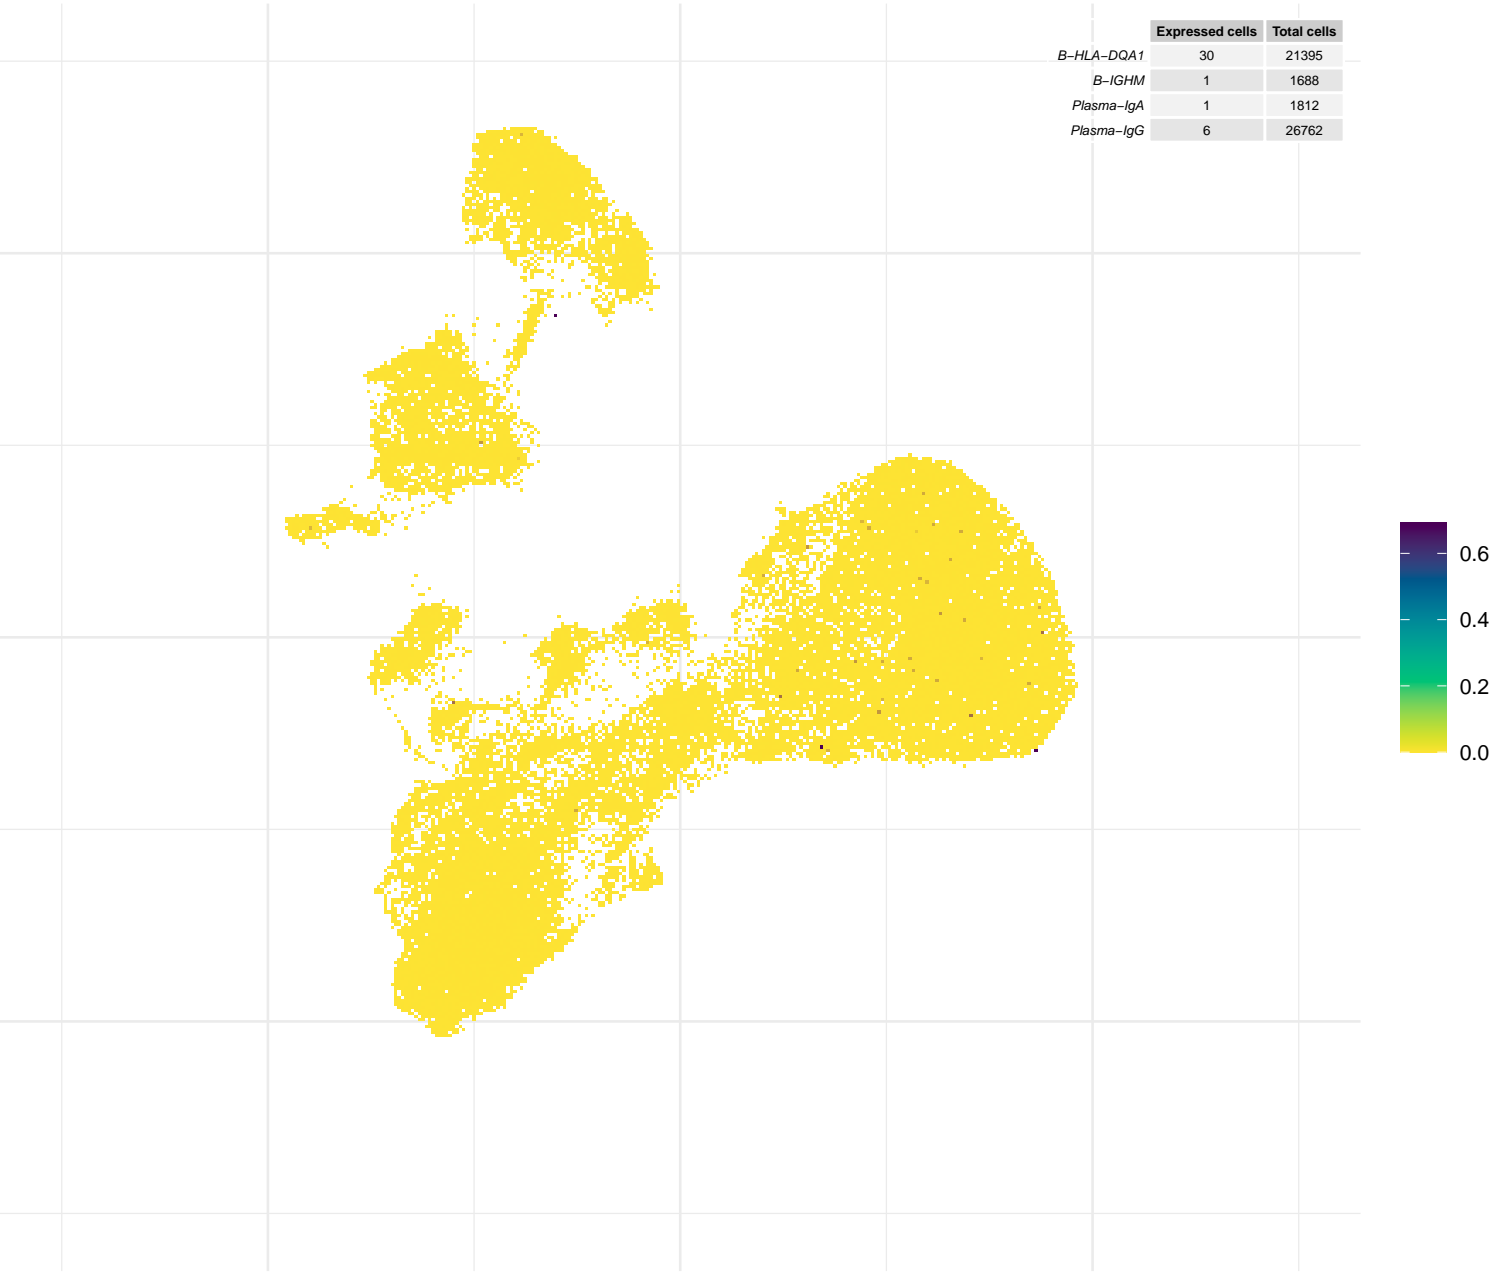 Expressed cells Total cells
B−HLA−DQA1 30 21395
B−IGHM 1 1688
Plasma−IgA 1 1812
Plasma−IgG 6 26762
0.6
0.4
0.2
0.0